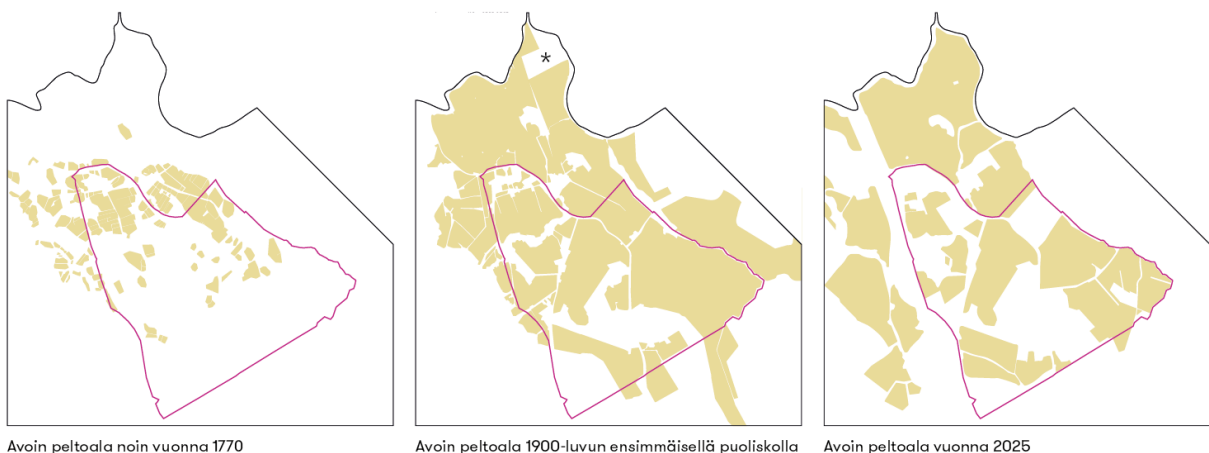 *
Avoin peltoala noin vuonna 1770
Avoin peltoala 1900-luvun ensimmäisellä puoliskolla
Avoin peltoala vuonna 2025